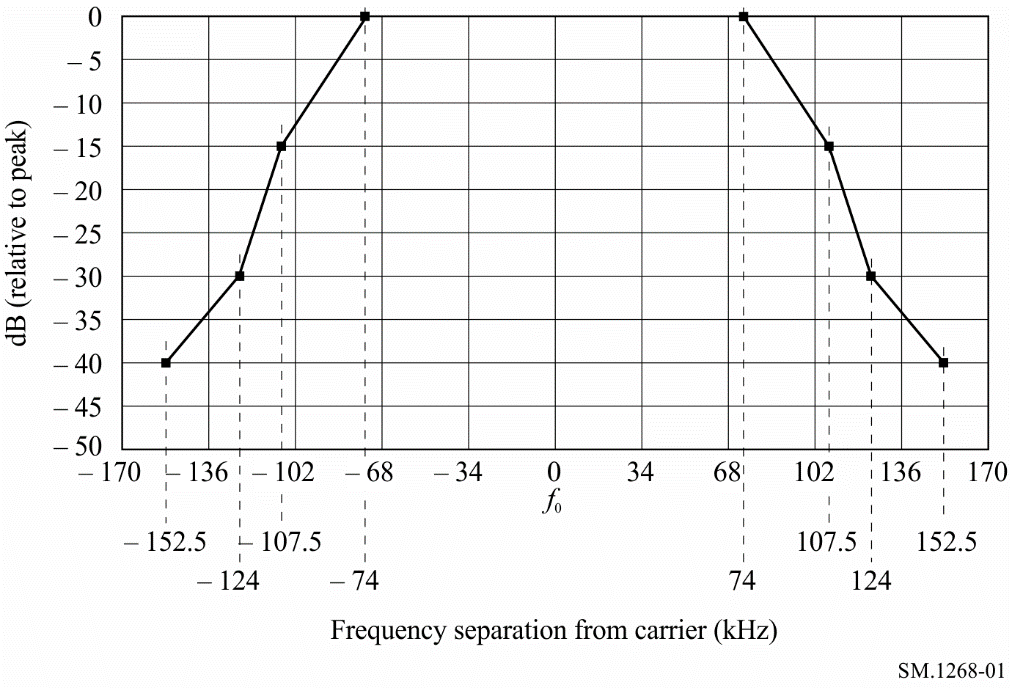 0
– 5
– 10
– 15
– 20
– 25
– 30
– 35
– 40
– 45
– 50
dB (relative to peak)
– 170 – 136 – 102 – 68 – 34 0 34 68 102 136 170
f0
– 152.5 – 107.5 107.5 152.5
– 124 – 74 74 124
Frequency separation from carrier (kHz)
SM.1268-01